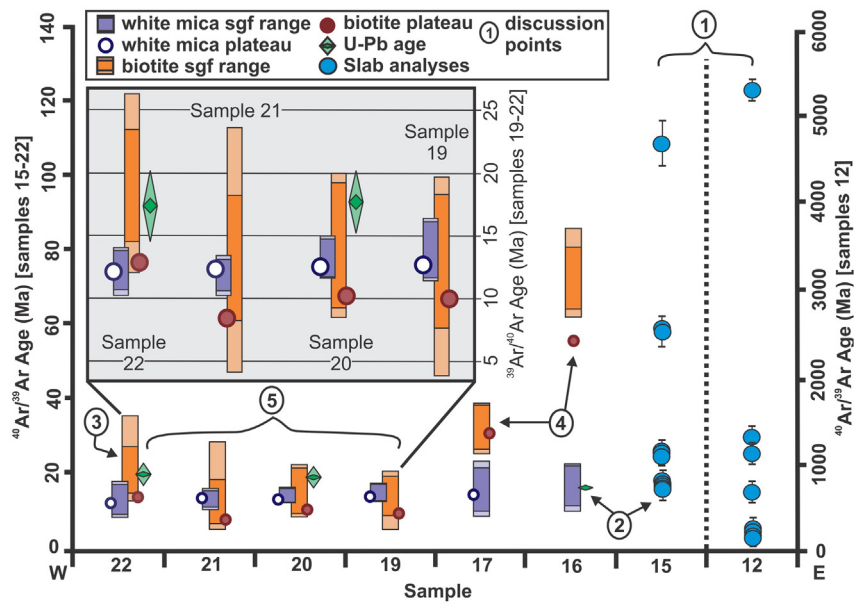 white mica sgf range
white mica plateau
biotite sgf range
biotite plateau
U-Pb age
Slab analyses
1 discussion
points
1
140
120
100
80
60
40
20
0
⁴⁰Ar/³⁹Ar Age (Ma) [samples 15-22]
6000
5000
4000
3000
2000
1000
0
⁴⁰Ar/³⁹Ar Age (Ma) [samples 12]
Sample 21
Sample
19
Sample
22
Sample
20
25
20
15
10
5
³⁹Ar/⁴⁰Ar Age (Ma) [samples 19-22]
3
5
4
2
W
22
21
20
19
17
16
15
12
E
Sample